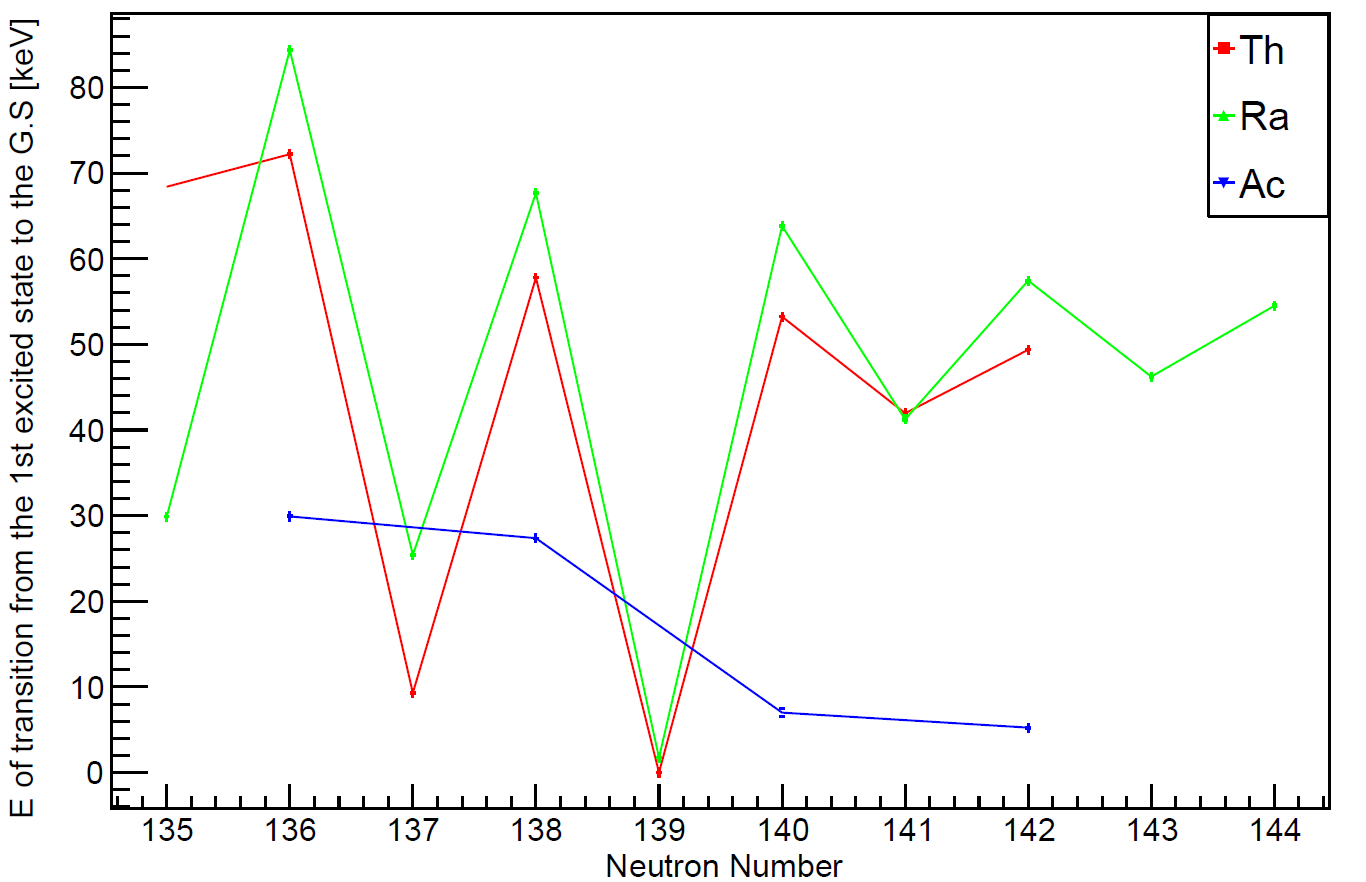 E of transition from the 1st excited state to the G.S [keV]
80
70
60
50
40
30
20
10
0
Th
Ra
Ac
135 136 137 138 139 140 141 142 143 144
Neutron Number